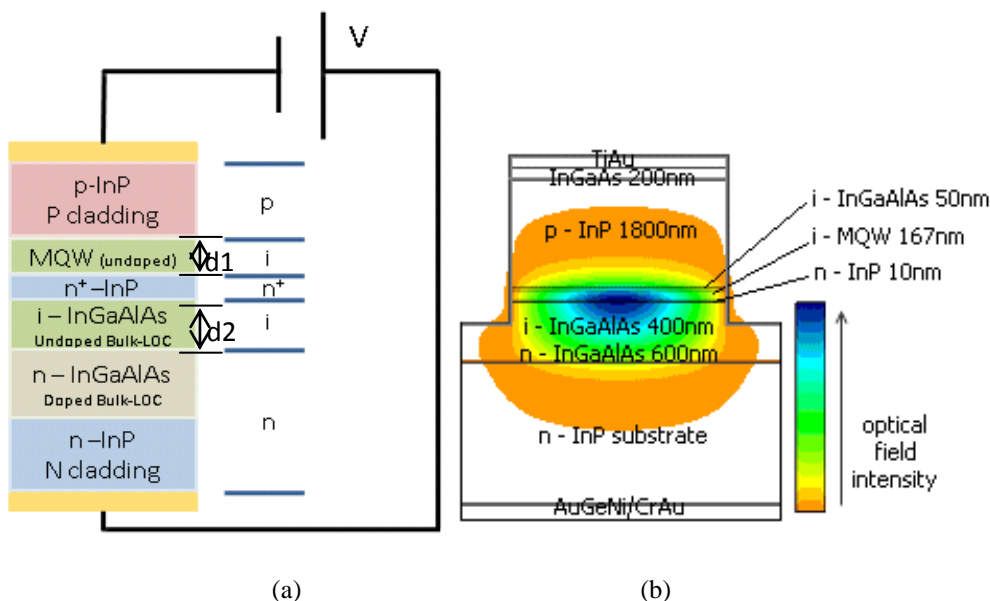 V
p-InP
P cladding
p
MQW (undoped)
d1
i
n⁺–InP
n⁺
i – InGaAlAs
Undoped Bulk-LOC
d2
i
n – InGaAlAs
Doped Bulk-LOC
n
n –InP
N cladding
(a)
TiAu
InGaAs 200nm
p - InP 1800nm
i - InGaAlAs 50nm
i - MQW 167nm
n - InP 10nm
i - InGaAlAs 400nm
n - InGaAlAs 600nm
n - InP substrate
AuGeNi/CrAu
optical
field
intensity
(b)